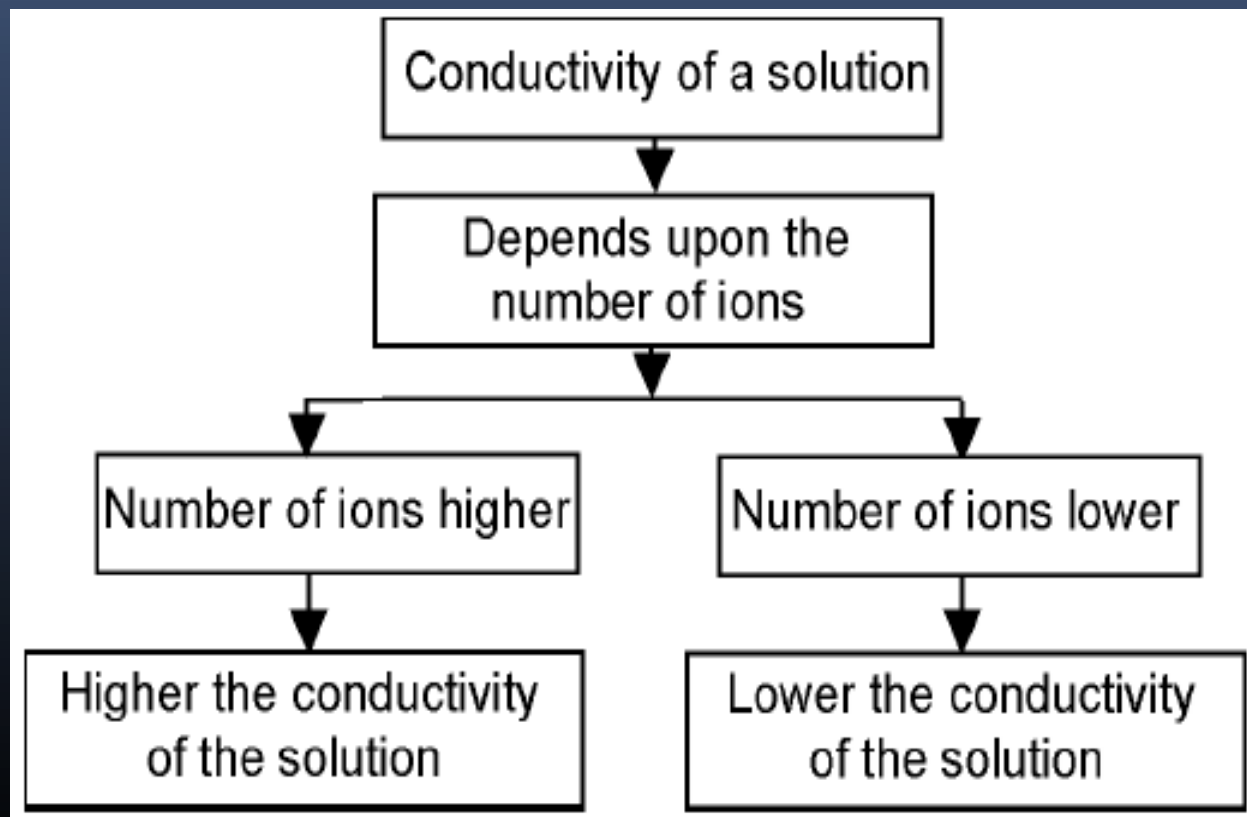 Conductivity of a solution
Depends upon the
number of ions
Number of ions higher
Number of ions lower
Higher the conductivity
of the solution
Lower the conductivity
of the solution